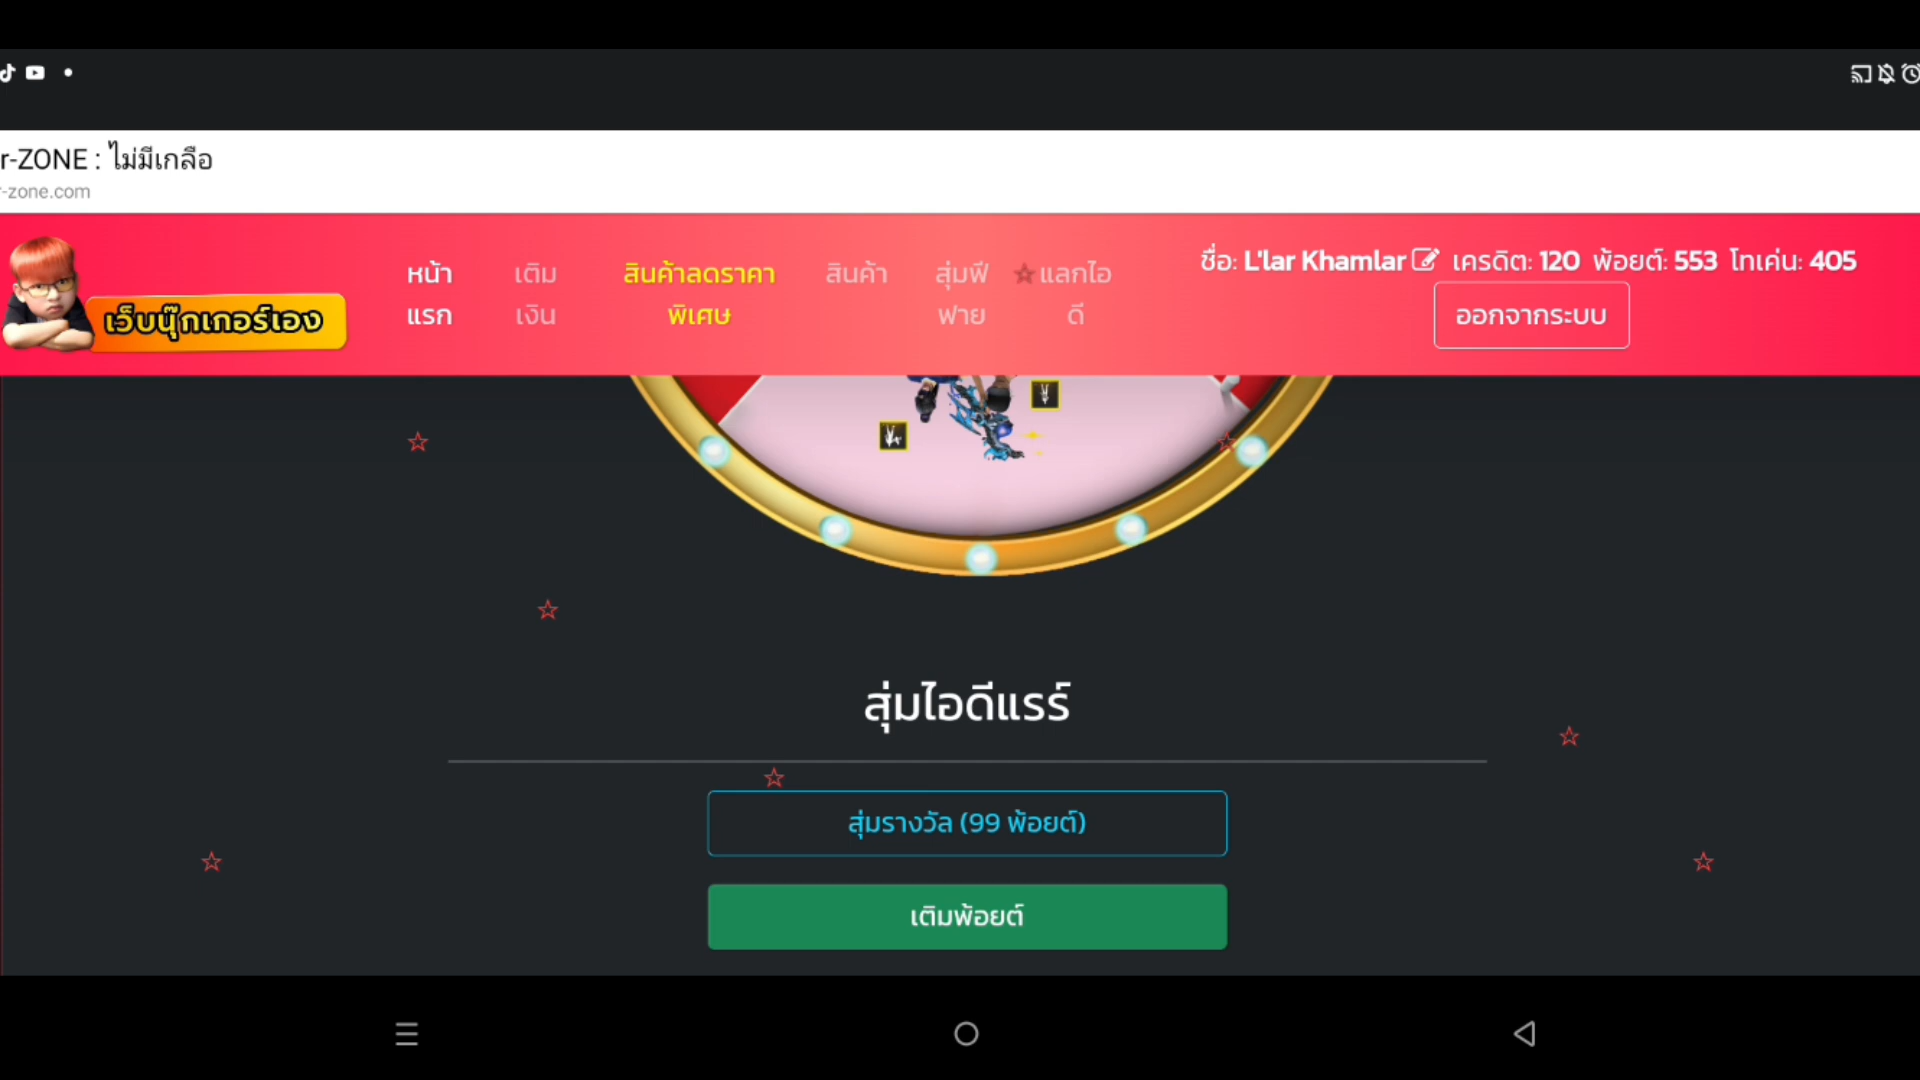 r-ZONE : ไม่มีเกลือ
r-zone.com
เว็บนุ๊กเกอร์เอง
หน้า
แรก
เติม
เงิน
สินค้าลดราคา
พิเศษ
สินค้า
สุ่มฟี
ฟาย
แลกไอ
ดี
ชื่อ: L'lar Khamlar เครดิต: 120 พ้อยต์: 553 โทเค่น: 405
ออกจากระบบ
สุ่มไอดีแรร์
สุ่มรางวัล (99 พ้อยต์)
เติมพ้อยต์